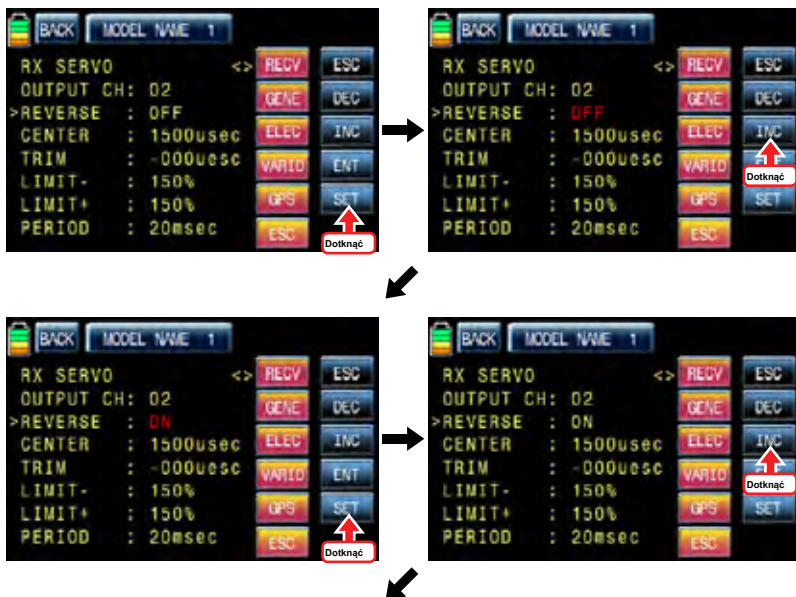 BACK MODEL NAME 1
RX SERVO <> RECV ESC
OUTPUT CH: 02 GENE DEC
>REVERSE : OFF
CENTER : 1500usec ELEC INC
TRIM : -000uesc VARIO ENT
LIMIT- : 150%
LIMIT+ : 150% GPS SET
PERIOD : 20msec ESC
Dotknąć
BACK MODEL NAME 1
RX SERVO <> RECV ESC
OUTPUT CH: 02 GENE DEC
>REVERSE : OFF
CENTER : 1500usec ELEC INC
TRIM : -000uesc VARIO
Dotknąć
LIMIT- : 150%
LIMIT+ : 150% GPS SET
PERIOD : 20msec ESC
BACK MODEL NAME 1
RX SERVO <> RECV ESC
OUTPUT CH: 02 GENE DEC
>REVERSE : ON
CENTER : 1500usec ELEC INC
TRIM : -000uesc VARIO ENT
LIMIT- : 150%
LIMIT+ : 150% GPS SET
PERIOD : 20msec ESC
Dotknąć
BACK MODEL NAME 1
RX SERVO <> RECV ESC
OUTPUT CH: 02 GENE DEC
>REVERSE : ON
CENTER : 1500usec ELEC INC
TRIM : -000uesc VARIO
Dotknąć
LIMIT- : 150%
LIMIT+ : 150% GPS SET
PERIOD : 20msec ESC